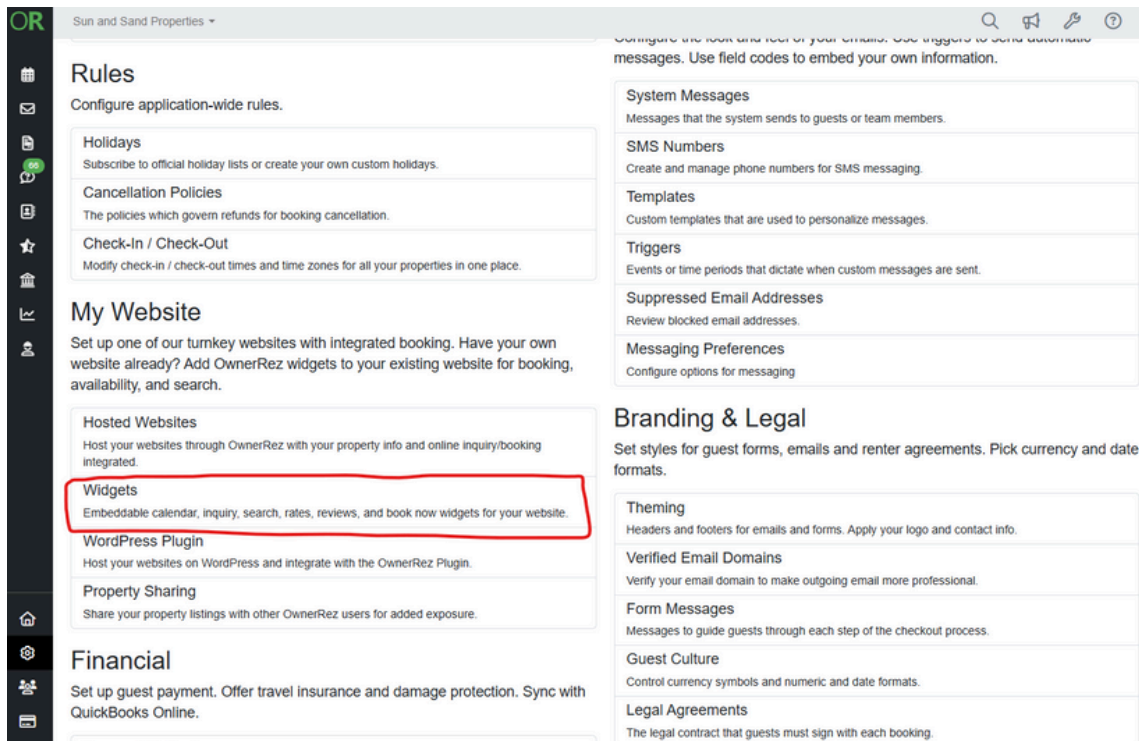 OR
Sun and Sand Properties
66
Rules
Configure application-wide rules.
Holidays
Subscribe to official holiday lists or create your own custom holidays.
Cancellation Policies
The policies which govern refunds for booking cancellation.
Check-In / Check-Out
Modify check-in / check-out times and time zones for all your properties in one place.
My Website
Set up one of our turnkey websites with integrated booking. Have your own
website already? Add OwnerRez widgets to your existing website for booking,
availability, and search.
Hosted Websites
Host your websites through OwnerRez with your property info and online inquiry/booking
integrated.
Widgets
Embeddable calendar, inquiry, search, rates, reviews, and book now widgets for your website.
WordPress Plugin
Host your websites on WordPress and integrate with the OwnerRez Plugin.
Property Sharing
Share your property listings with other OwnerRez users for added exposure.
Financial
Set up guest payment. Offer travel insurance and damage protection. Sync with
QuickBooks Online.
Configure the look and feel of your emails. Use triggers to send automatic
messages. Use field codes to embed your own information.
System Messages
Messages that the system sends to guests or team members.
SMS Numbers
Create and manage phone numbers for SMS messaging.
Templates
Custom templates that are used to personalize messages.
Triggers
Events or time periods that dictate when custom messages are sent.
Suppressed Email Addresses
Review blocked email addresses.
Messaging Preferences
Configure options for messaging
Branding & Legal
Set styles for guest forms, emails and renter agreements. Pick currency and date
formats.
Theming
Headers and footers for emails and forms. Apply your logo and contact info.
Verified Email Domains
Verify your email domain to make outgoing email more professional.
Form Messages
Messages to guide guests through each step of the checkout process.
Guest Culture
Control currency symbols and numeric and date formats.
Legal Agreements
The legal contract that guests must sign with each booking.